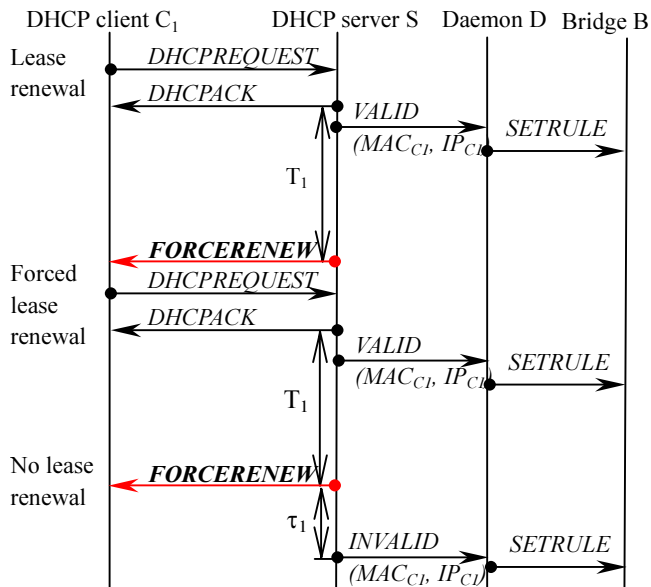 DHCP client C1 DHCP server S Daemon D Bridge B
Lease
renewal
DHCPREQUEST
DHCPACK
VALID
(MACC1, IPC1)
SETRULE
T1
FORCERENEW
Forced
lease
renewal
DHCPREQUEST
DHCPACK
VALID
(MACC1, IPC1)
SETRULE
T1
No lease
renewal
FORCERENEW
τ1
INVALID
(MACC1, IPC1)
SETRULE